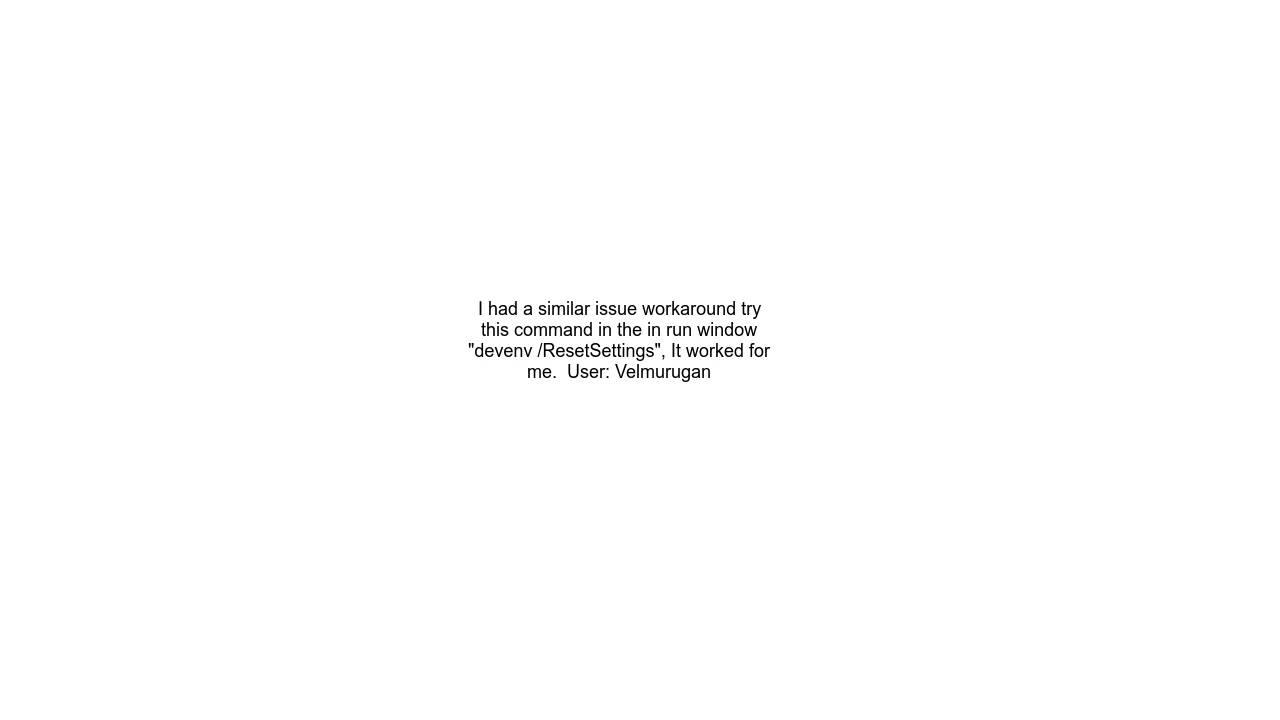 I had a similar issue workaround try
this command in the in run window
"devenv /ResetSettings", It worked for
me.  User: Velmurugan